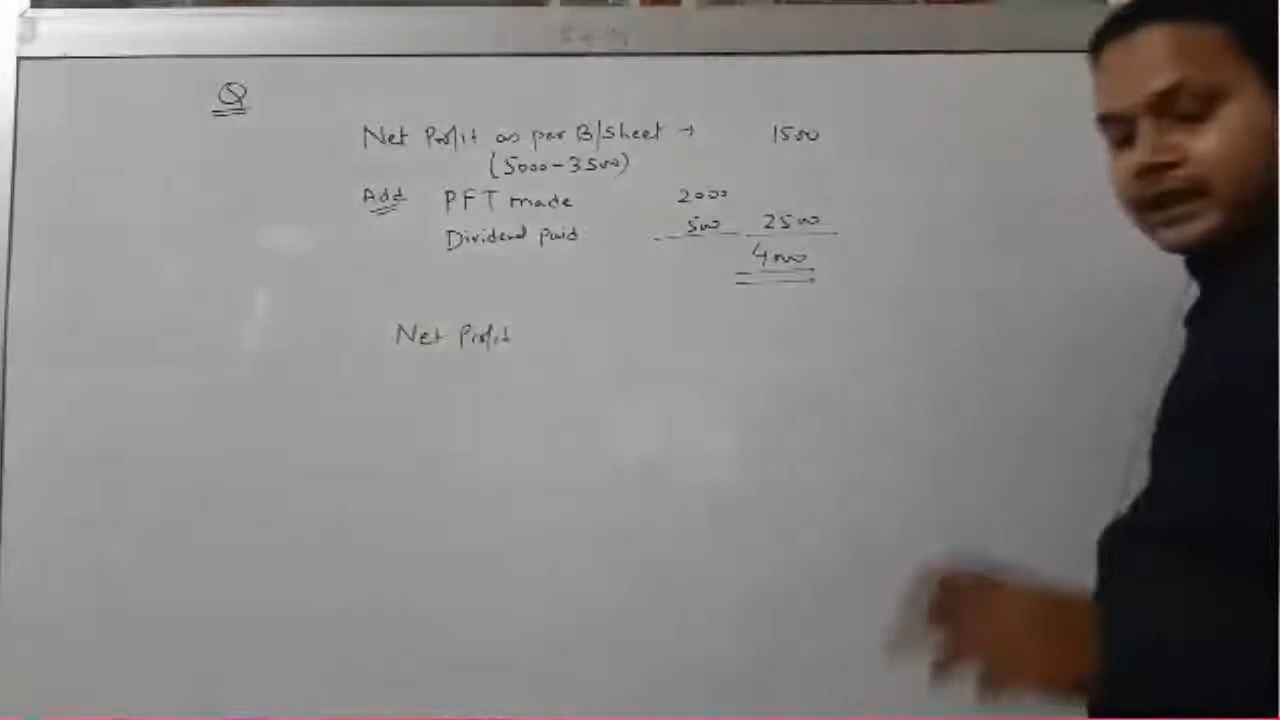 Q
Net Profit as per B/Sheet → 1500
(5000-3500)
Add PFT made 2000
Dividend paid 500 2500
4000
Net Profit